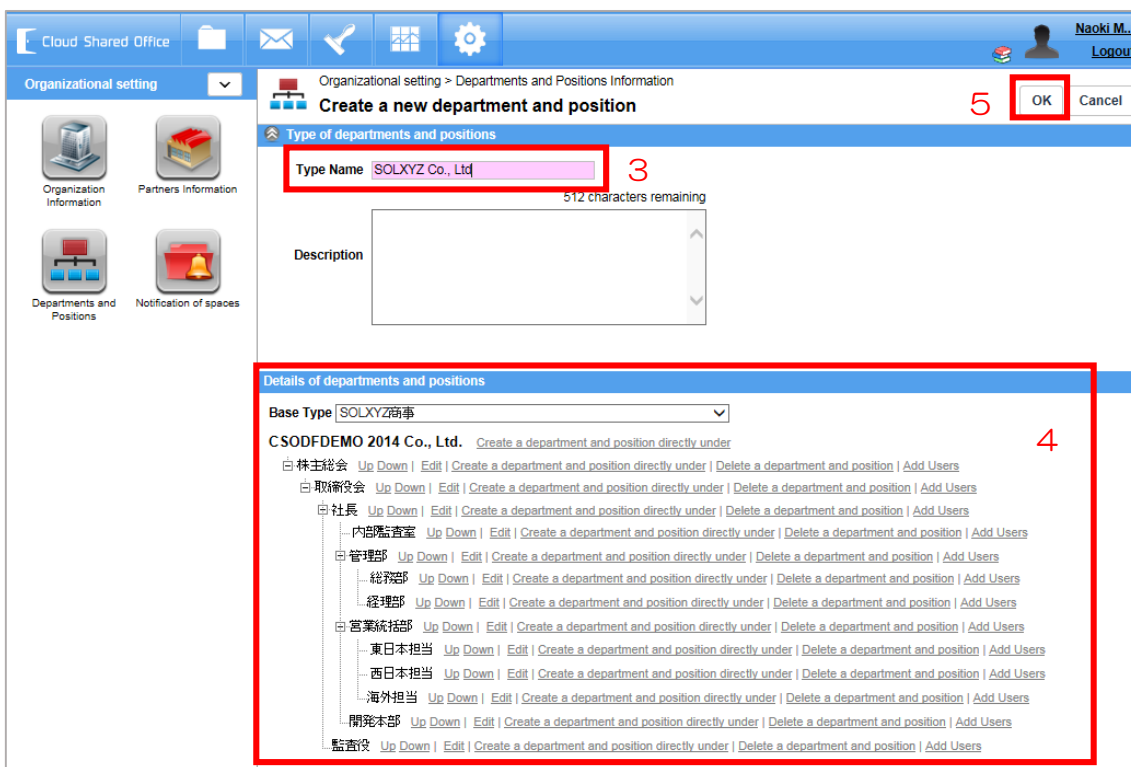 Cloud Shared Office
Naoki M...
Logout
Organizational setting
Organization Information
Partners Information
Departments and Positions
Notification of spaces
Organizational setting > Departments and Positions Information
Create a new department and position
5
OK
Cancel
Type of departments and positions
Type Name SOLXYZ Co., Ltd
3
512 characters remaining
Description
Details of departments and positions
Base Type SOLXYZ商事
4
CSODFDEMO 2014 Co., Ltd. Create a department and position directly under
株主総会 Up Down | Edit | Create a department and position directly under | Delete a department and position | Add Users
取締役会 Up Down | Edit | Create a department and position directly under | Delete a department and position | Add Users
社長 Up Down | Edit | Create a department and position directly under | Delete a department and position | Add Users
内部監査室 Up Down | Edit | Create a department and position directly under | Delete a department and position | Add Users
管理部 Up Down | Edit | Create a department and position directly under | Delete a department and position | Add Users
総務部 Up Down | Edit | Create a department and position directly under | Delete a department and position | Add Users
経理部 Up Down | Edit | Create a department and position directly under | Delete a department and position | Add Users
営業統括部 Up Down | Edit | Create a department and position directly under | Delete a department and position | Add Users
東日本担当 Up Down | Edit | Create a department and position directly under | Delete a department and position | Add Users
西日本担当 Up Down | Edit | Create a department and position directly under | Delete a department and position | Add Users
海外担当 Up Down | Edit | Create a department and position directly under | Delete a department and position | Add Users
開発本部 Up Down | Edit | Create a department and position directly under | Delete a department and position | Add Users
監査役 Up Down | Edit | Create a department and position directly under | Delete a department and position | Add Users